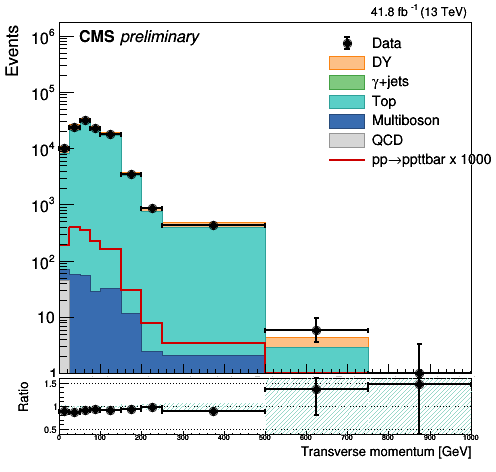 41.8 fb⁻¹ (13 TeV)
CMS preliminary
Events
10⁶
10⁵
10⁴
10³
10²
10
1
Data
DY
γ+jets
Top
Multiboson
QCD
pp→ppttbar x 1000
Ratio
1.5
1
0.5
0 100 200 300 400 500 600 700 800 900 1000
Transverse momentum [GeV]